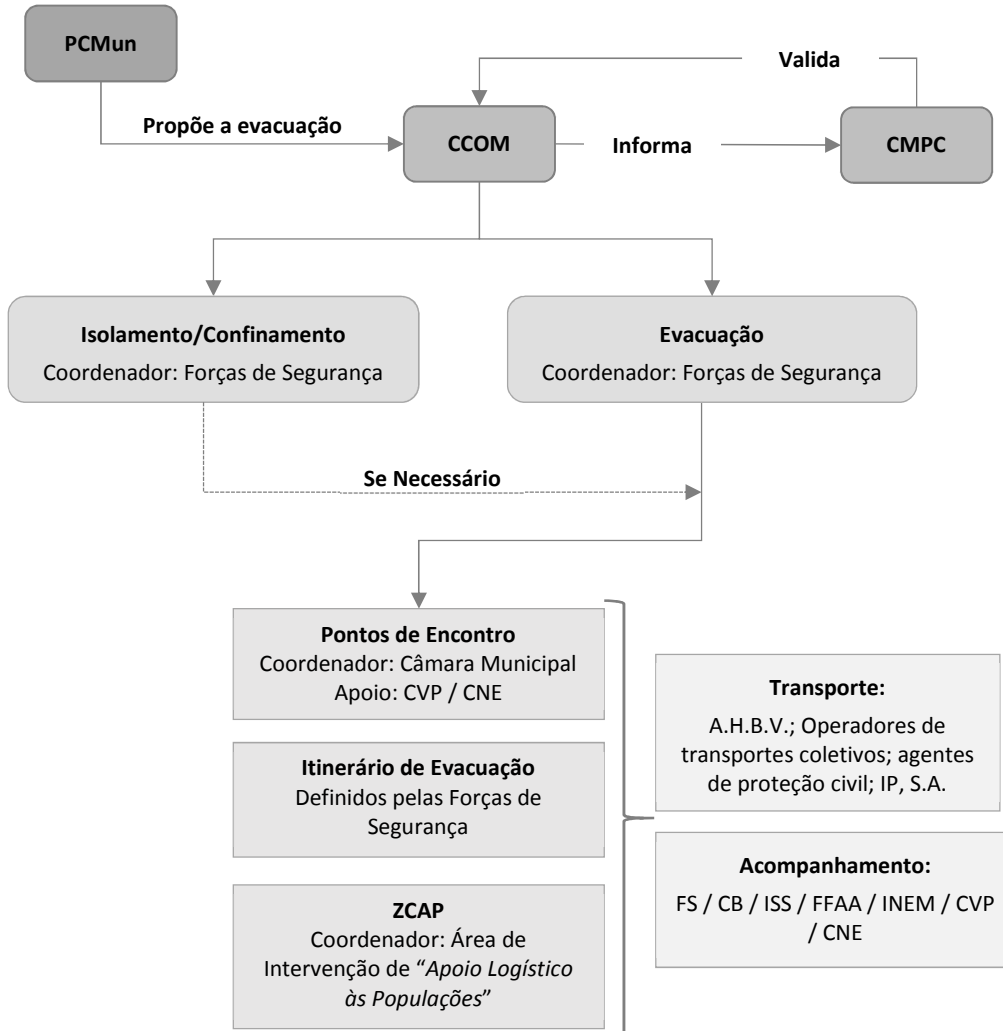 PCMun
Valida
Propõe a evacuação
CCOM
Informa
CMPC
Isolamento/Confinamento
Coordenador: Forças de Segurança
Evacuação
Coordenador: Forças de Segurança
Se Necessário
Pontos de Encontro
Coordenador: Câmara Municipal
Apoio: CVP / CNE
Itinerário de Evacuação
Definidos pelas Forças de
Segurança
ZCAP
Coordenador: Área de
Intervenção de “Apoio Logístico
às Populações”
Transporte:
A.H.B.V.; Operadores de
transportes coletivos; agentes
de proteção civil; IP, S.A.
Acompanhamento:
FS / CB / ISS / FFAA / INEM / CVP
/ CNE